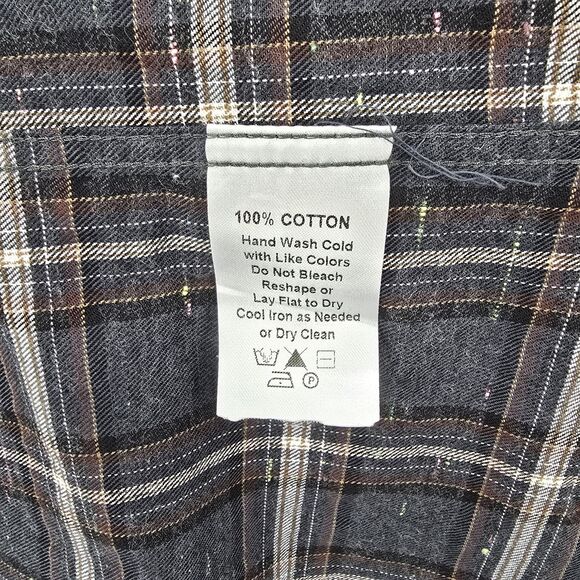 100% COTTON
Hand Wash Cold
with Like Colors
Do Not Bleach
Reshape or
Lay Flat to Dry
Cool Iron as Needed
or Dry Clean
P